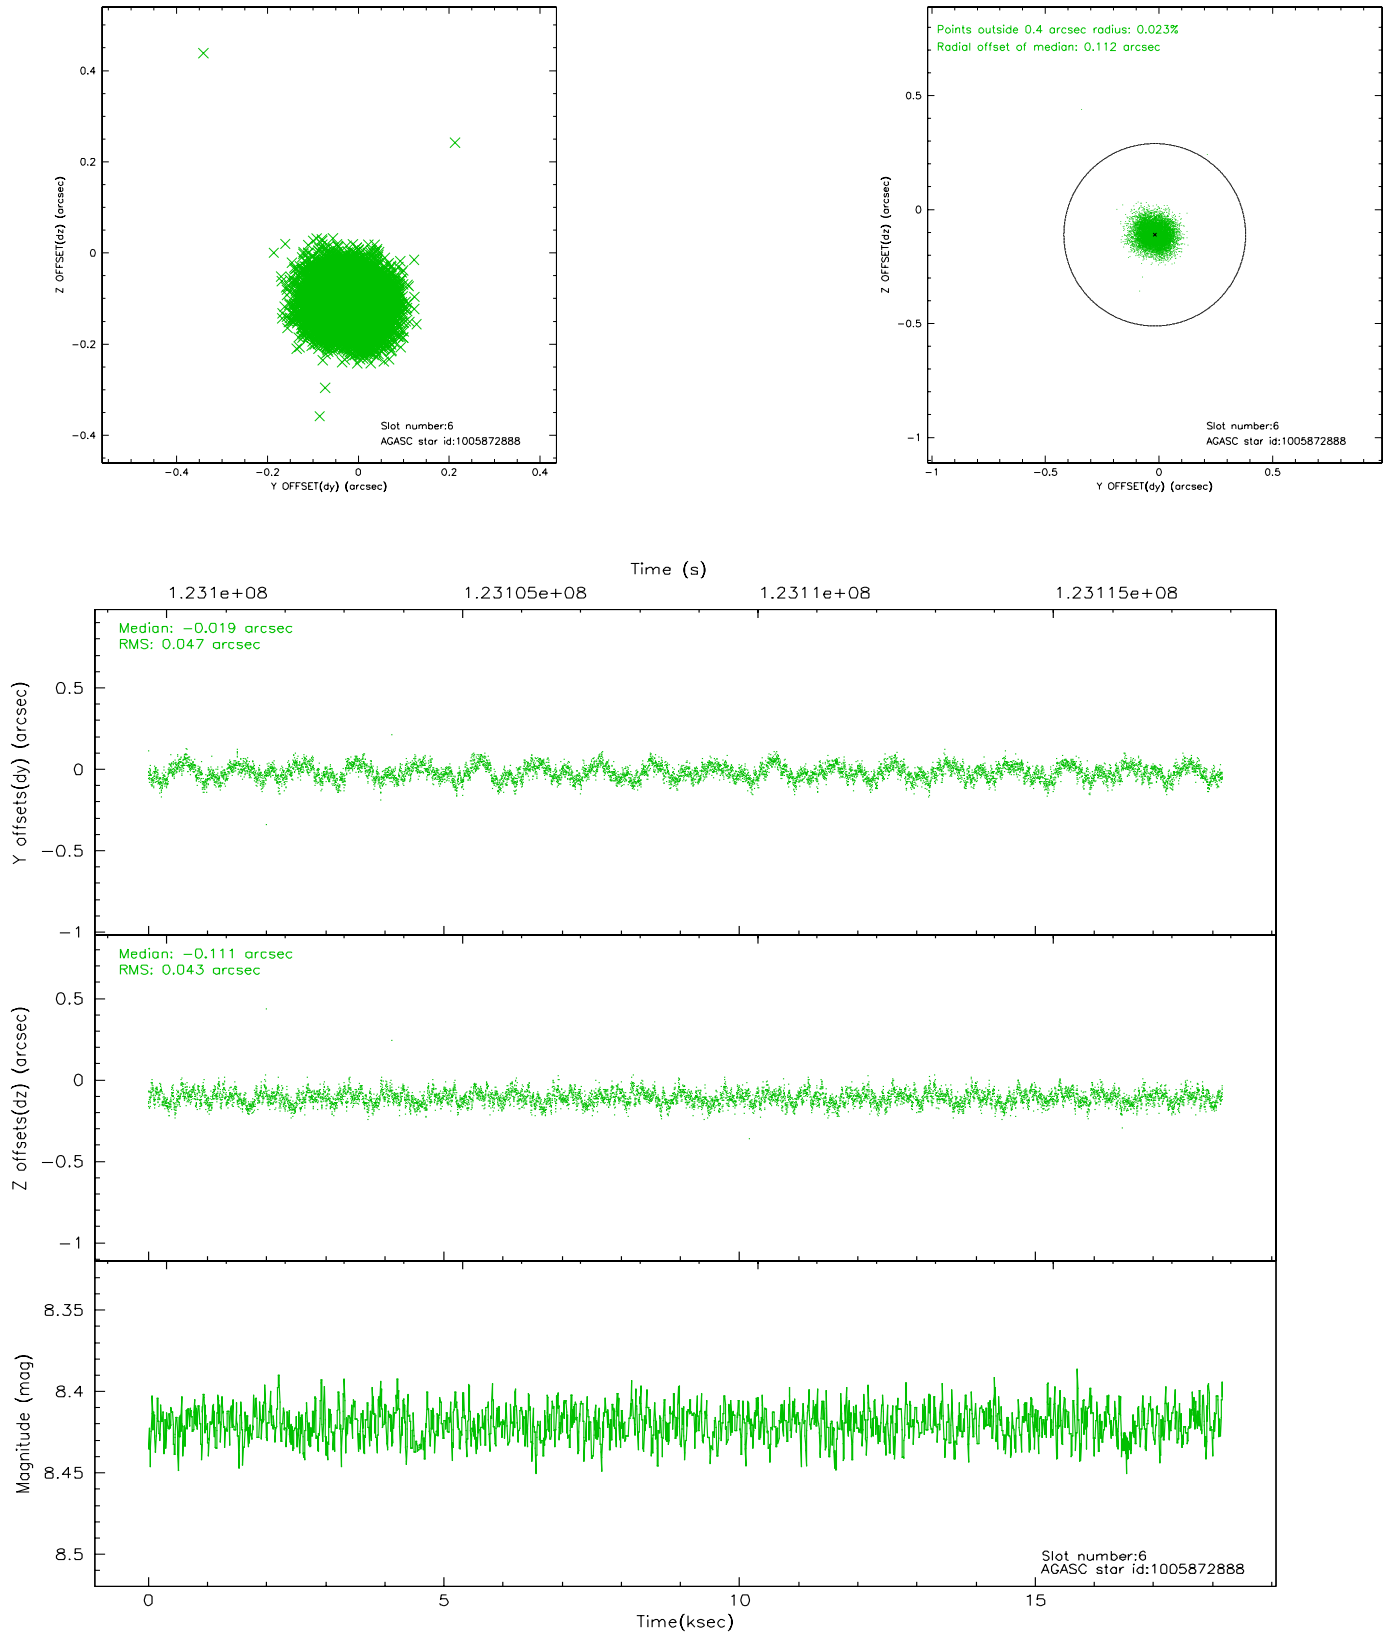 0.4
0.2
0
-0.2
-0.4
Z OFFSET(dz) (arcsec)
Slot number:6
AGASC star id:1005872888
-0.4 -0.2 0 0.2 0.4
Y OFFSET(dy) (arcsec)
Points outside 0.4 arcsec radius: 0.023%
Radial offset of median: 0.112 arcsec
0.5
0
-0.5
-1
Z OFFSET(dz) (arcsec)
Slot number:6
AGASC star id:1005872888
-1 -0.5 0 0.5
Y OFFSET(dy) (arcsec)
Time (s)
1.231e+08 1.23105e+08 1.2311e+08 1.23115e+08
Median: -0.019 arcsec
RMS: 0.047 arcsec
0.5
0
-0.5
-1
Y offsets(dy) (arcsec)
Median: -0.111 arcsec
RMS: 0.043 arcsec
0.5
0
-0.5
-1
Z offsets(dz) (arcsec)
8.35
8.4
8.45
8.5
Magnitude (mag)
Slot number:6
AGASC star id:1005872888
0 5 10 15
Time(ksec)